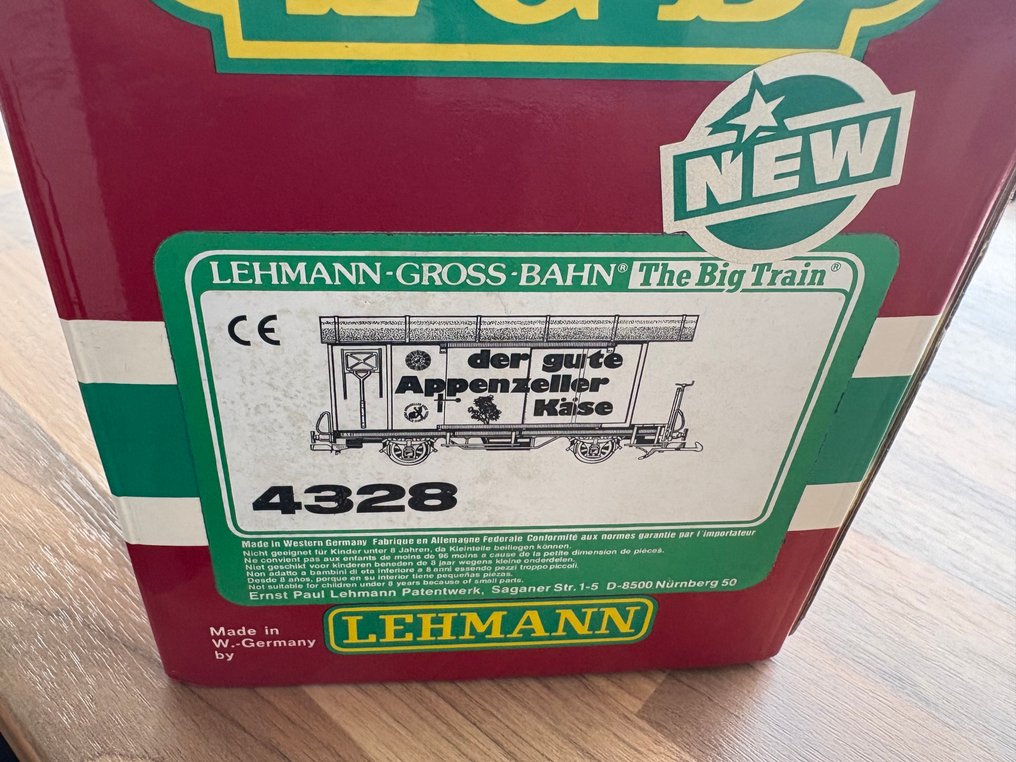 LGB
NEW
LEHMANN-GROSS-BAHN® The Big Train®
CE
der gute
Appenzeller
Käse
4328
Made in Western Germany Fabrique en Allemagne Federale Conformité aux normes garantie par l'importateur
Nicht geeignet für Kinder unter 8 Jahren, da Kleinteile beiliegen können.
Ne convient pas aux enfants de moins de 96 mois a cause de la petite dimension de pièces.
Niet geschikt voor kinderen beneden de 8 jaar wegens kleine onderdelen.
Non adatto a bambini di eta inferiore a 8 anni essendo pezzi troppo piccoli.
Desde 8 años, porque en su interior tiene pequeñas piezas.
Not suitable for children under 8 years because of small parts.
Ernst Paul Lehmann Patentwerk, Saganer Str. 1-5 D-8500 Nürnberg 50
Made in
W.-Germany
by
LEHMANN